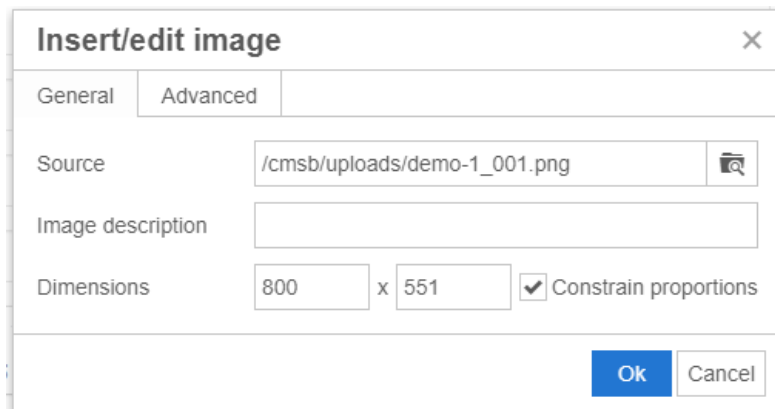 Insert/edit image
General Advanced
Source /cmsb/uploads/demo-1_001.png
Image description
Dimensions 800 x 551 Constrain proportions
Ok Cancel